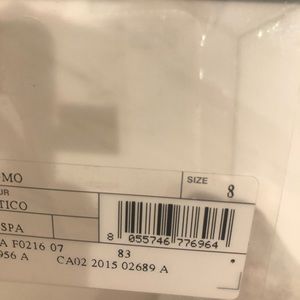 MO
SIZE 8
UR
TICO
SPA
8 055746 776964
A F0216 07 83
956 A CA02 2015 02689 A